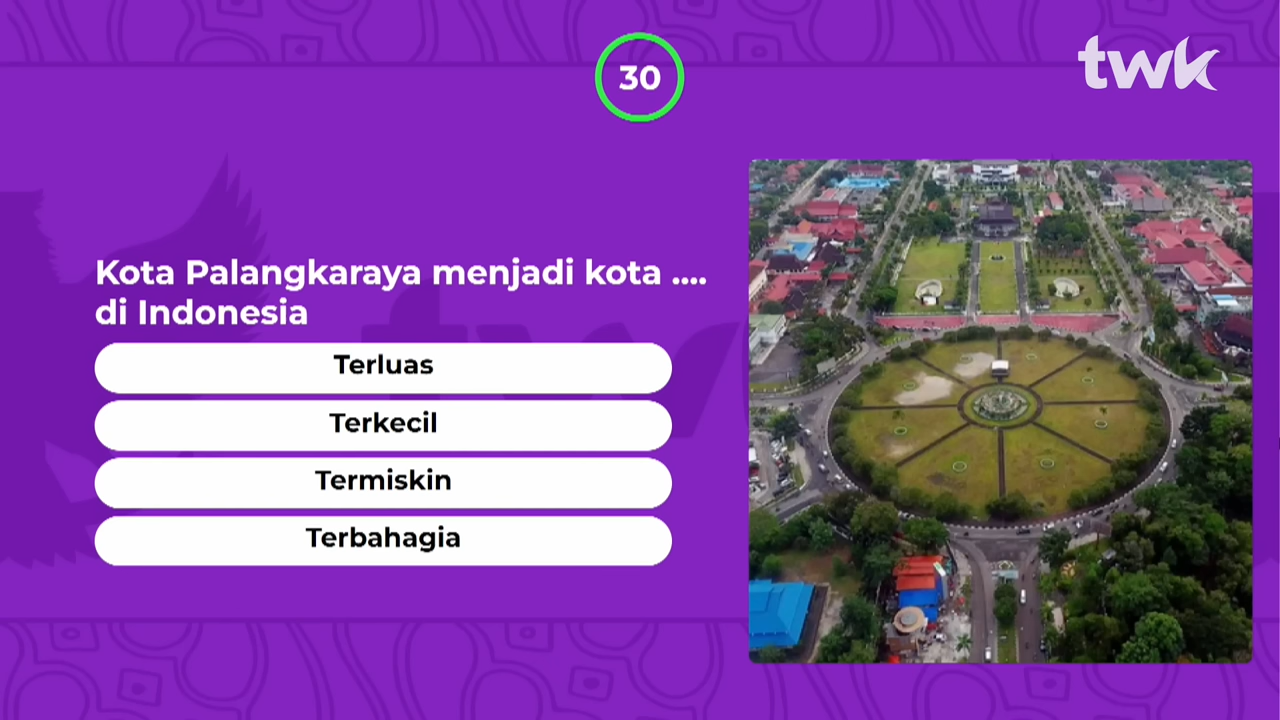 30
twk
Kota Palangkaraya menjadi kota ....
di Indonesia
Terluas
Terkecil
Termiskin
Terbahagia